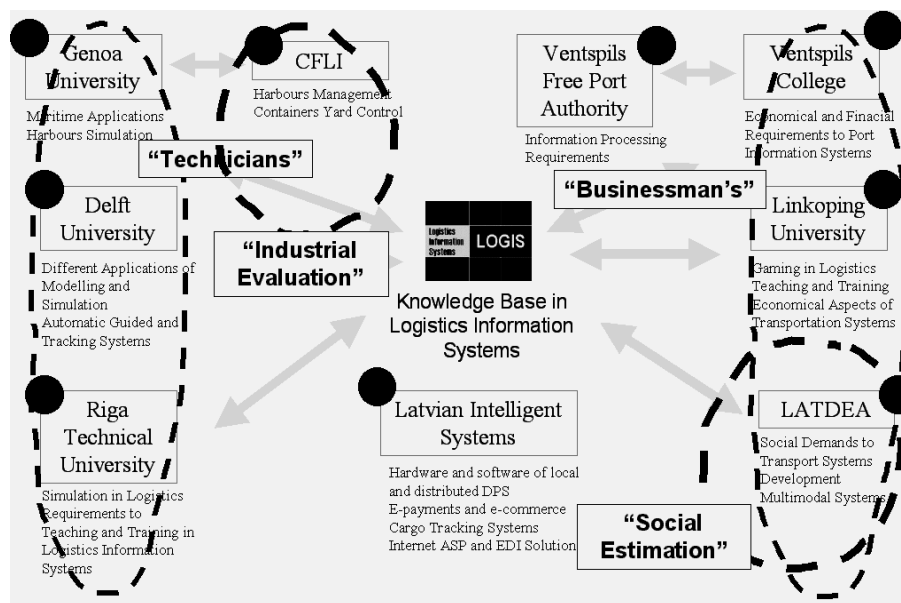 Genoa
University
Maritime Applications
Harbours Simulation
CFLI
Harbours Management
Containers Yard Control
Ventspils
Free Port
Authority
Information Processing
Requirements
Ventspils
College
Economical and Finacial
Requirements to Port
Information Systems
“Technicians”
“Businessman’s”
Delft
University
Different Applications of
Modelling and
Simulation
Automatic Guided and
Tracking Systems
“Industrial
Evaluation”
Logistics
Information
Systems
LOGIS
Knowledge Base in
Logistics Information
Systems
Linkoping
University
Gaming in Logistics
Teaching and Training
Economical Aspects of
Transportation Systems
Riga
Technical
University
Simulation in Logistics
Requirements to
Teaching and Training in
Logistics Information
Systems
Latvian Intelligent
Systems
Hardware and software of local
and distributed DPS
E-payments and e-commerce
Cargo Tracking Systems
Internet ASP and EDI Solution
LATDEA
Social Demands to
Transport Systems
Development
Multimodal Systems
“Social
Estimation”